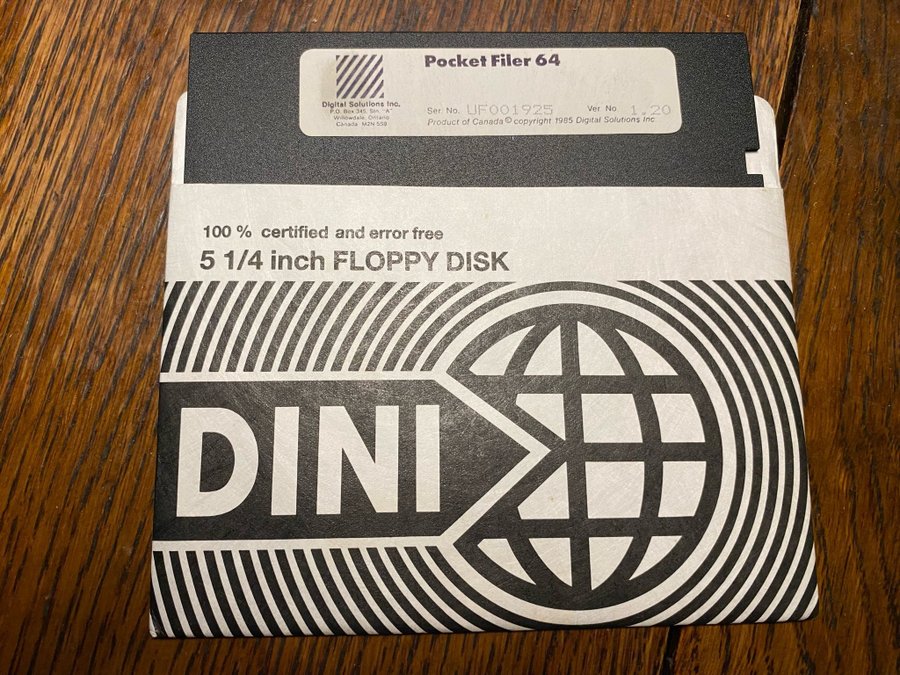 Pocket Filer 64
Digital Solutions Inc.
P.O. Box 345, Stn. "A"
Willowdale, Ontario
Canada M2N 5S9
Ser. No. UF001925 Ver No 1.20
Product of Canada © copyright 1985 Digital Solutions Inc.
100 % certified and error free
5 1/4 inch FLOPPY DISK
DINI